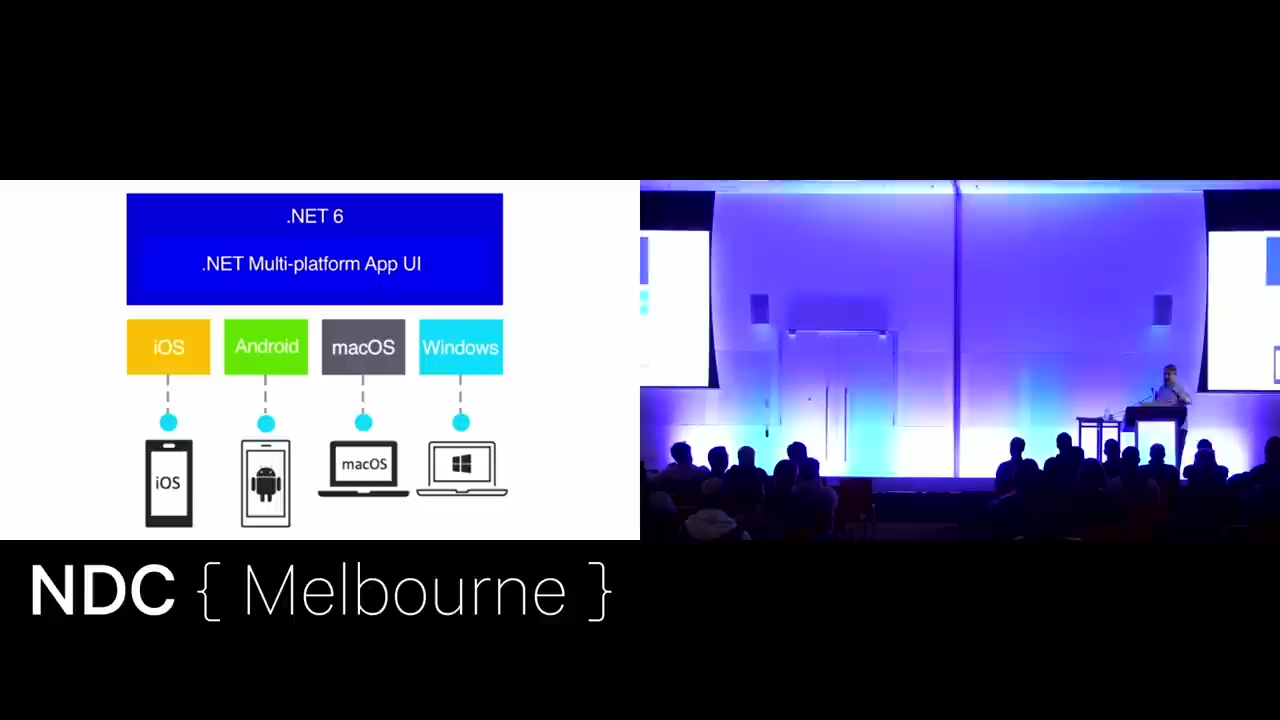 .NET 6
.NET Multi-platform App UI
iOS
Android
macOS
Windows
iOS
macOS
NDC { Melbourne }